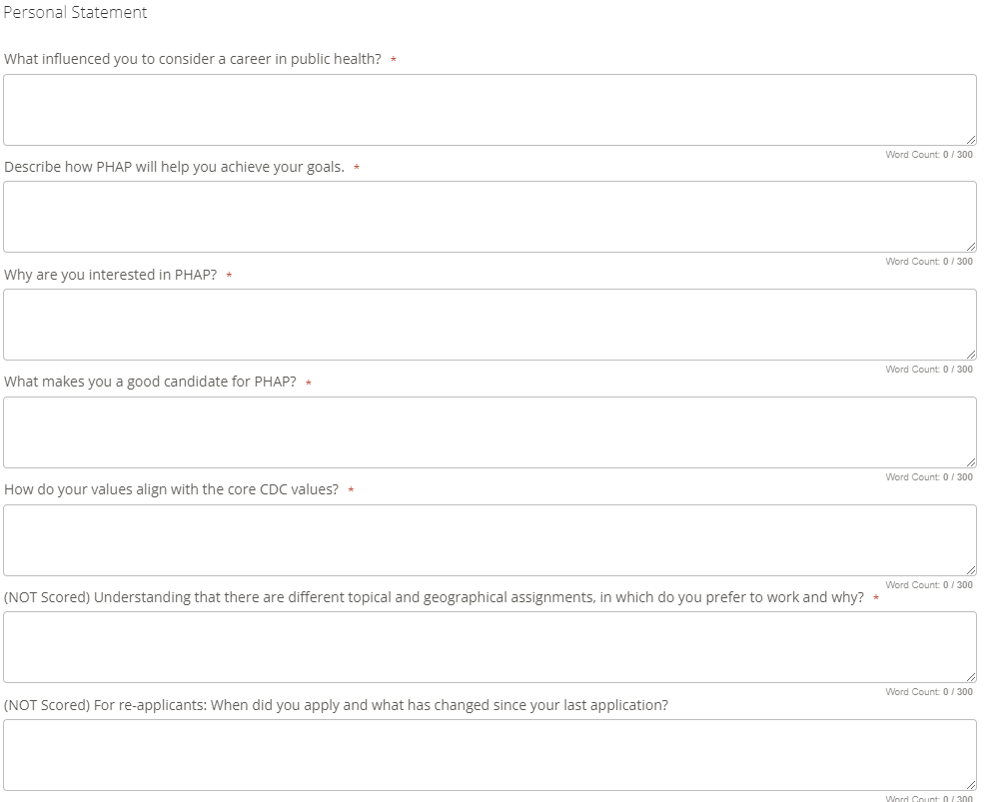 Personal Statement
What influenced you to consider a career in public health? *
Word Count: 0 / 300
Describe how PHAP will help you achieve your goals. *
Word Count: 0 / 300
Why are you interested in PHAP? *
Word Count: 0 / 300
What makes you a good candidate for PHAP? *
Word Count: 0 / 300
How do your values align with the core CDC values? *
Word Count: 0 / 300
(NOT Scored) Understanding that there are different topical and geographical assignments, in which do you prefer to work and why? *
Word Count: 0 / 300
(NOT Scored) For re-applicants: When did you apply and what has changed since your last application?
Word Count: 0 / 300